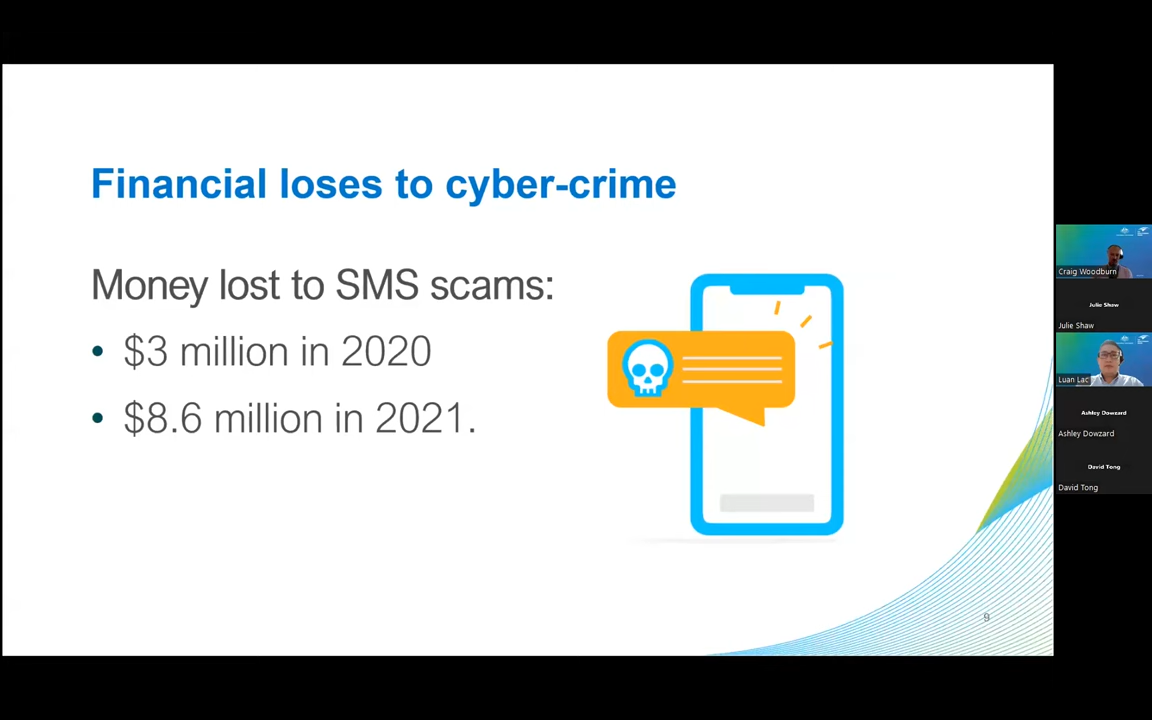 Financial loses to cyber-crime
Money lost to SMS scams:
• $3 million in 2020
• $8.6 million in 2021.
9
Craig Woodburn
Julie Shaw
Julie Shaw
Luan Lac
Ashley Dowzard
Ashley Dowzard
David Tong
David Tong